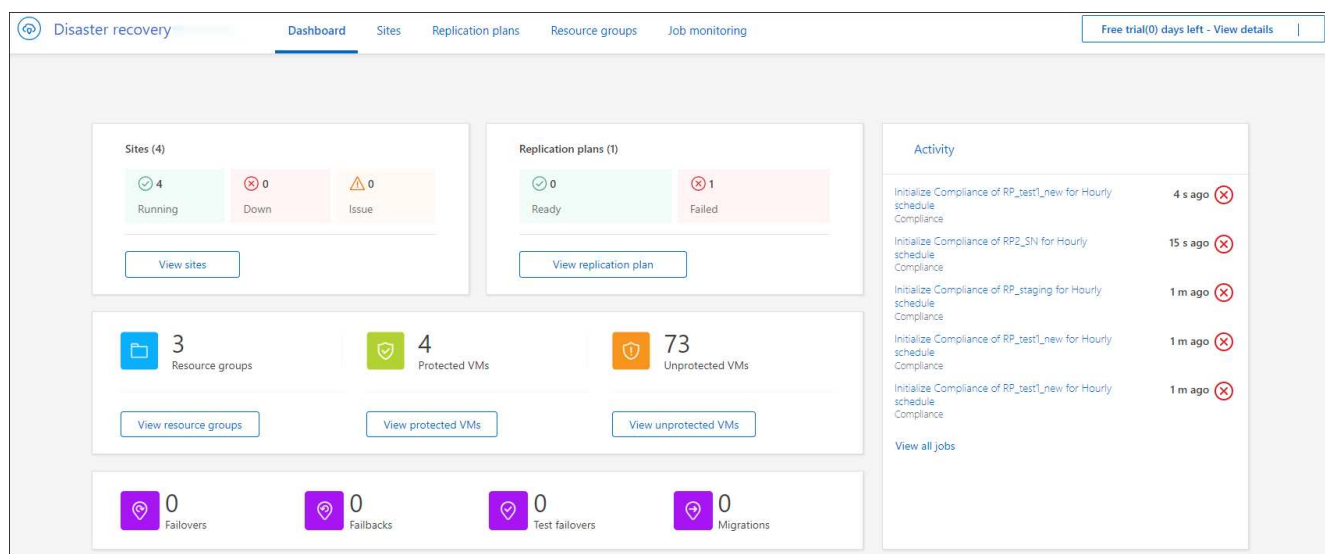 Disaster recovery
Dashboard Sites Replication plans Resource groups Job monitoring
Free trial(0) days left - View details
Sites (4)
4 0 0
Running Down Issue
View sites
Replication plans (1)
0 1
Ready Failed
View replication plan
3 4 73
Resource groups Protected VMs Unprotected VMs
View resource groups View protected VMs View unprotected VMs
0 0 0 0
Failovers Failbacks Test failovers Migrations
Activity
Initialize Compliance of RP_test1_new for Hourly 4 s ago
schedule
Compliance
Initialize Compliance of RP2_SN for Hourly 15 s ago
schedule
Compliance
Initialize Compliance of RP_staging for Hourly 1 m ago
schedule
Compliance
Initialize Compliance of RP_test1_new for Hourly 1 m ago
schedule
Compliance
Initialize Compliance of RP_test1_new for Hourly 1 m ago
schedule
Compliance
View all jobs